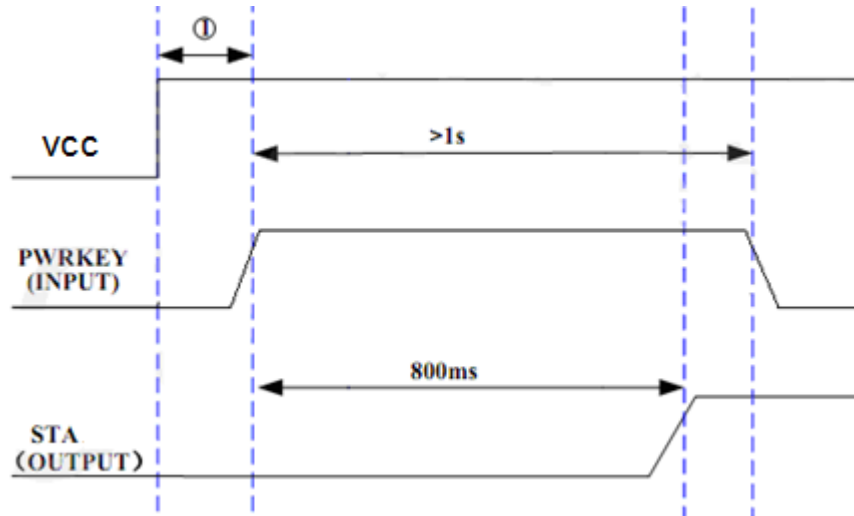 ①
VCC
>1s
PWRKEY
(INPUT)
800ms
STA
（OUTPUT）